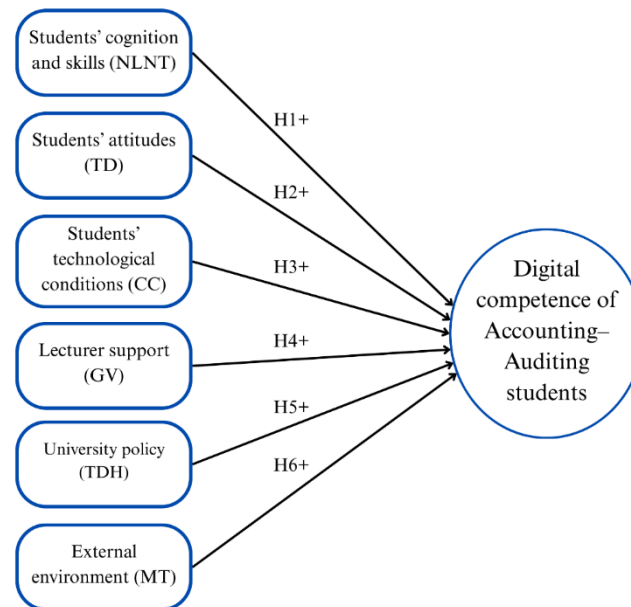 Students' cognition
and skills (NLNT)
H1+
Students' attitudes
(TD)
H2+
Students'
technological
conditions (CC)
H3+
Lecturer support
(GV)
H4+
University policy
(TDH)
H5+
External
environment (MT)
H6+
Digital
competence of
Accounting–
Auditing
students